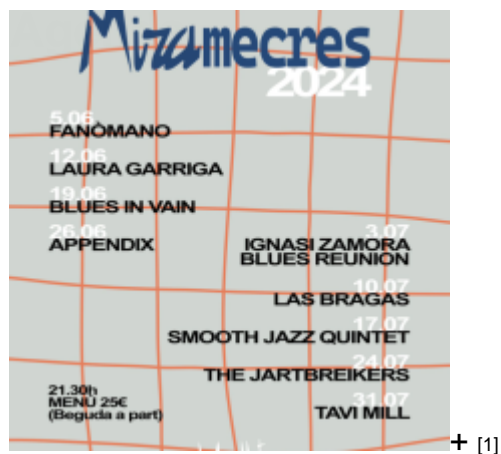 Miramecres
2024
5.06
FANÒMANO
12.06
LAURA GARRIGA
19.06
BLUES IN VAIN
26.06
APPENDIX
3.07
IGNASI ZAMORA
BLUES REUNION
10.07
LAS BRAGAS
17.07
SMOOTH JAZZ QUINTET
24.07
THE JARTBREIKERS
31.07
TAVI MILL
21.30h
MENÚ 25€
(Beguda a part)
+ [1]